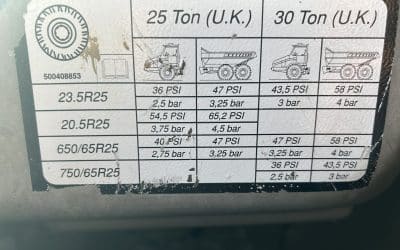 25 Ton (U.K.) 30 Ton (U.K.)
500408853
36 PSI 47 PSI 43,5 PSI 58 PSI
23.5R25
2,5 bar 3,25 bar 3 bar 4 bar
54,5 PSI 65,2 PSI
20.5R25
3,75 bar 4,5 bar
40 PSI 47 PSI 47 PSI 58 PSI
650/65R25
2,75 bar 3,25 bar 3,25 bar 4 bar
36 PSI 43,5 PSI
750/65R25
2,5 bar 3 bar